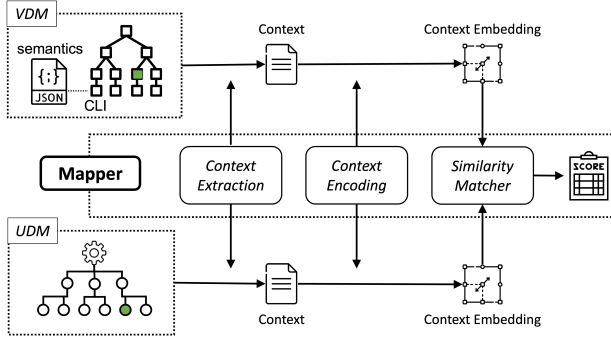 VDM
semantics
{;}
JSON
CLI
Context
Context Embedding
Mapper
Context
Extraction
Context
Encoding
Similarity
Matcher
SCORE
UDM
Context
Context Embedding